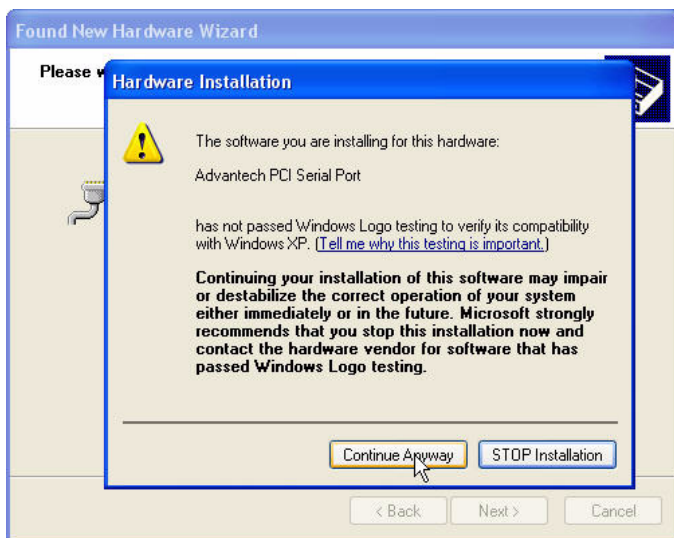 Found New Hardware Wizard
Please w
Hardware Installation
The software you are installing for this hardware:
Advantech PCI Serial Port
has not passed Windows Logo testing to verify its compatibility
with Windows XP. (Tell me why this testing is important.)
Continuing your installation of this software may impair
or destabilize the correct operation of your system
either immediately or in the future. Microsoft strongly
recommends that you stop this installation now and
contact the hardware vendor for software that has
passed Windows Logo testing.
Continue Anyway
STOP Installation
< Back
Next >
Cancel